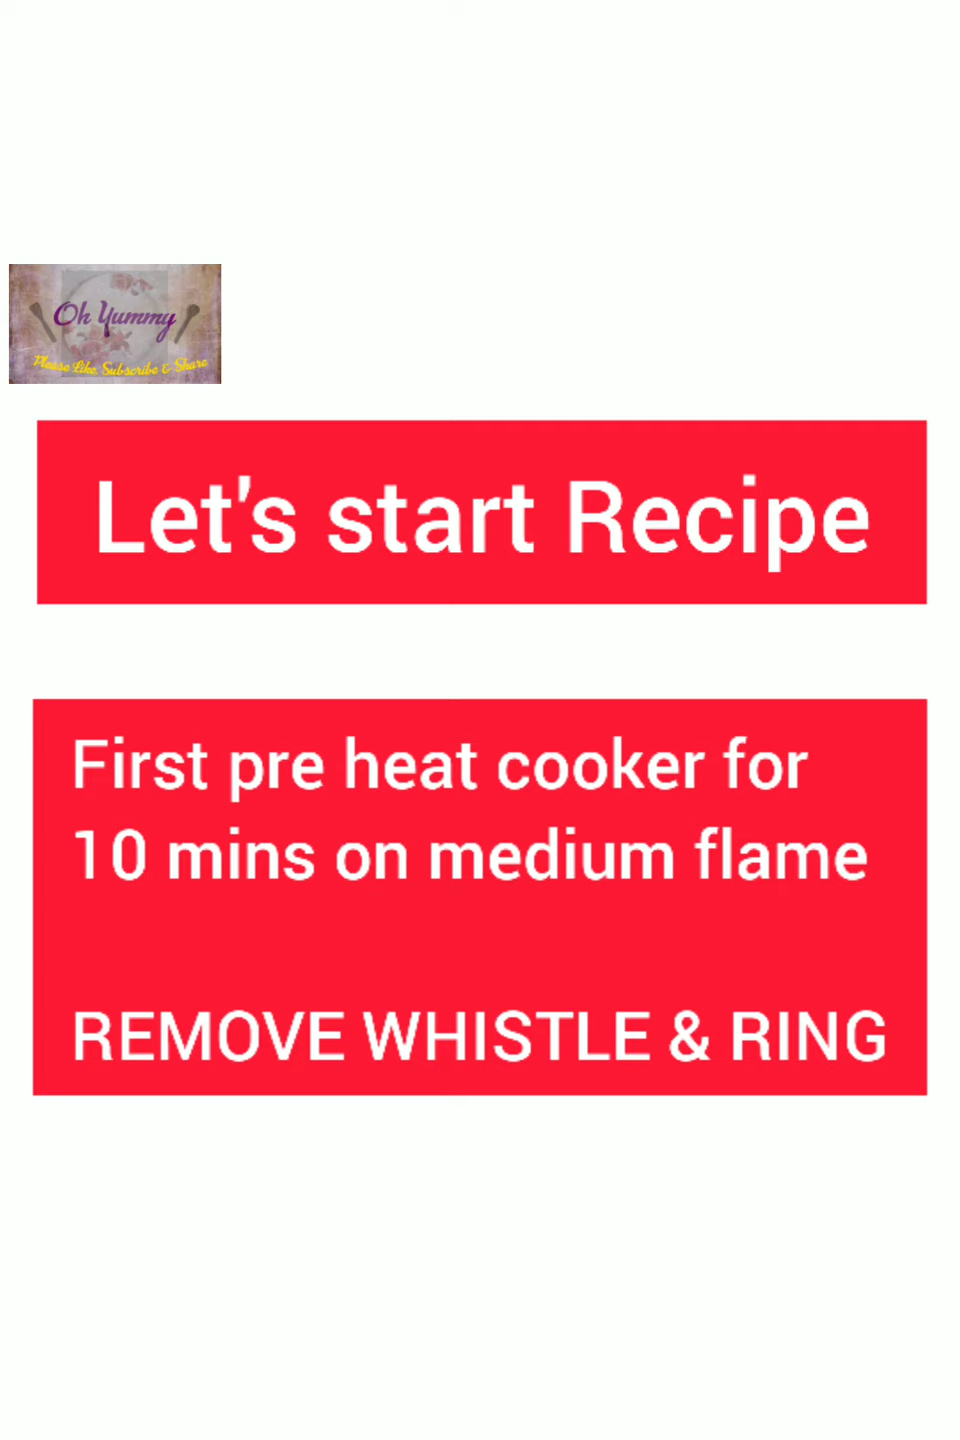 Oh Yummy
Please Like, Subscribe & Share
Let's start Recipe
First pre heat cooker for
10 mins on medium flame
REMOVE WHISTLE & RING